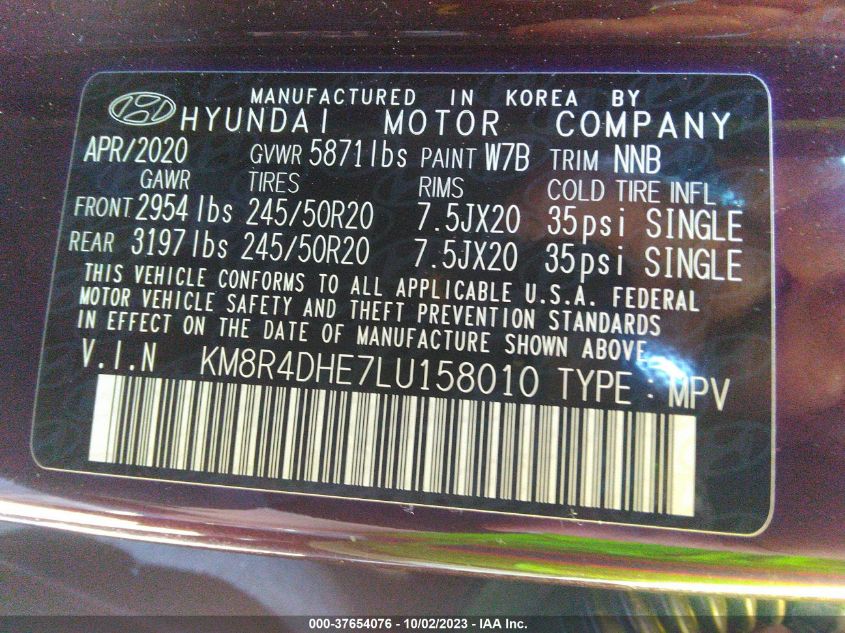 MANUFACTURED IN KOREA BY
HYUNDAI MOTOR COMPANY
APR/2020 GVWR 5871lbs PAINT W7B TRIM NNB
GAWR TIRES RIMS COLD TIRE INFL
FRONT 2954lbs 245/50R20 7.5JX20 35psi SINGLE
REAR 3197lbs 245/50R20 7.5JX20 35psi SINGLE
THIS VEHICLE CONFORMS TO ALL APPLICABLE U.S.A. FEDERAL
MOTOR VEHICLE SAFETY AND THEFT PREVENTION STANDARDS
IN EFFECT ON THE DATE OF MANUFACTURE SHOWN ABOVE.
V.I.N KM8R4DHE7LU158010 TYPE : MPV
000-37654076 - 10/02/2023 - IAA Inc.